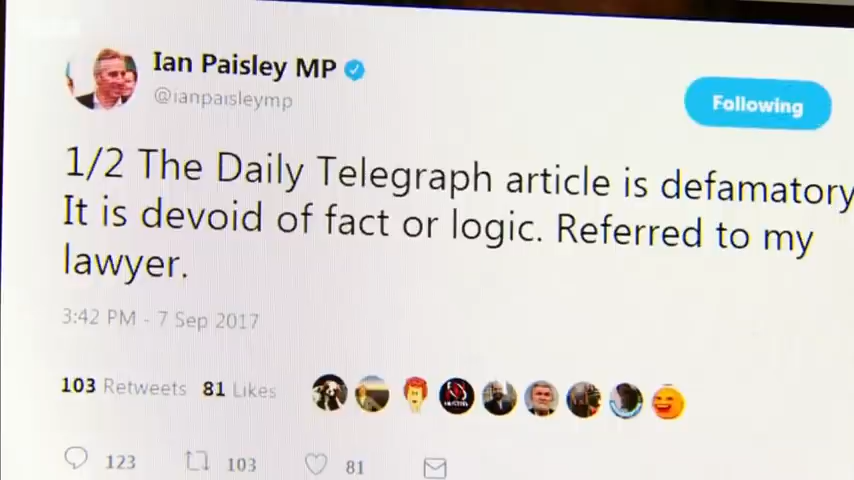 Ian Paisley MP
@ianpaisleymp
Following
1/2 The Daily Telegraph article is defamatory
It is devoid of fact or logic. Referred to my
lawyer.
3:42 PM - 7 Sep 2017
103 Retweets 81 Likes
123 103 81